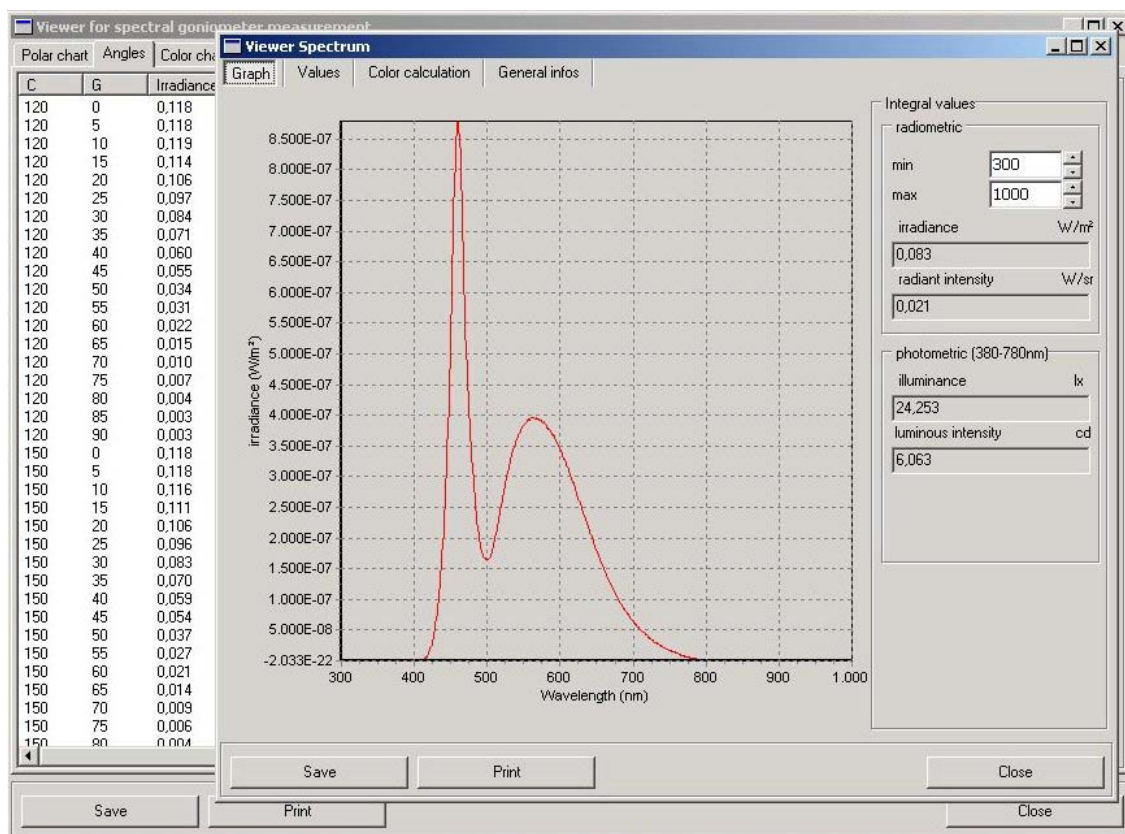 Viewer for spectral goniometer measurement
Polar chart Angles Color cha
C G Irradiance
120 0 0,118
120 5 0,118
120 10 0,119
120 15 0,114
120 20 0,106
120 25 0,097
120 30 0,084
120 35 0,071
120 40 0,060
120 45 0,055
120 50 0,034
120 55 0,031
120 60 0,022
120 65 0,015
120 70 0,010
120 75 0,007
120 80 0,004
120 85 0,003
120 90 0,003
150 0 0,118
150 5 0,118
150 10 0,116
150 15 0,111
150 20 0,106
150 25 0,096
150 30 0,083
150 35 0,070
150 40 0,059
150 45 0,054
150 50 0,037
150 55 0,027
150 60 0,021
150 65 0,014
150 70 0,009
150 75 0,006
150 80 0,004
Save Print Close
Viewer Spectrum
Graph Values Color calculation General infos
irradiance (W/m²)
8.500E-07
8.000E-07
7.500E-07
7.000E-07
6.500E-07
6.000E-07
5.500E-07
5.000E-07
4.500E-07
4.000E-07
3.500E-07
3.000E-07
2.500E-07
2.000E-07
1.500E-07
1.000E-07
5.000E-08
-2.033E-22
300 400 500 600 700 800 900 1.000
Wavelength (nm)
Integral values
radiometric
min 300
max 1000
irradiance W/m²
0,083
radiant intensity W/sr
0,021
photometric (380-780nm)
illuminance lx
24,253
luminous intensity cd
6,063
Save Print Close